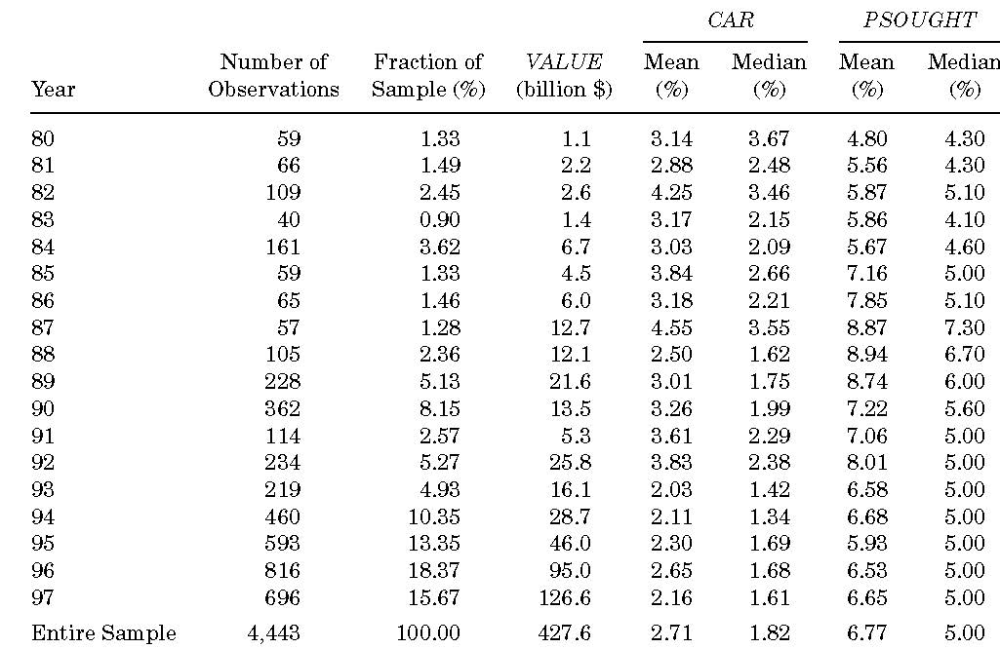 CAR PSOUGHT
Number of Fraction of VALUE Mean Median Mean Median
Year Observations Sample (%) (billion $) (%) (%) (%) (%)
80 59 1.33 1.1 3.14 3.67 4.80 4.30
81 66 1.49 2.2 2.88 2.48 5.56 4.30
82 109 2.45 2.6 4.25 3.46 5.87 5.10
83 40 0.90 1.4 3.17 2.15 5.86 4.10
84 161 3.62 6.7 3.03 2.09 5.67 4.60
85 59 1.33 4.5 3.84 2.66 7.16 5.00
86 65 1.46 6.0 3.18 2.21 7.85 5.10
87 57 1.28 12.7 4.55 3.55 8.87 7.30
88 105 2.36 12.1 2.50 1.62 8.94 6.70
89 228 5.13 21.6 3.01 1.75 8.74 6.00
90 362 8.15 13.5 3.26 1.99 7.22 5.60
91 114 2.57 5.3 3.61 2.29 7.06 5.00
92 234 5.27 25.8 3.83 2.38 8.01 5.00
93 219 4.93 16.1 2.03 1.42 6.58 5.00
94 460 10.35 28.7 2.11 1.34 6.68 5.00
95 593 13.35 46.0 2.30 1.69 5.93 5.00
96 816 18.37 95.0 2.65 1.68 6.53 5.00
97 696 15.67 126.6 2.16 1.61 6.65 5.00
Entire Sample 4,443 100.00 427.6 2.71 1.82 6.77 5.00